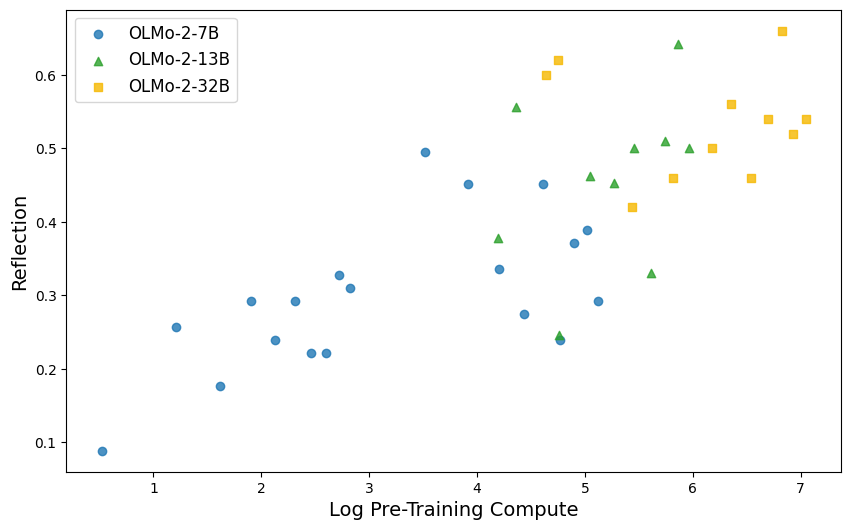 OLMo-2-7B
OLMo-2-13B
OLMo-2-32B
0.6
0.5
0.4
0.3
0.2
0.1
Reflection
1 2 3 4 5 6 7
Log Pre-Training Compute